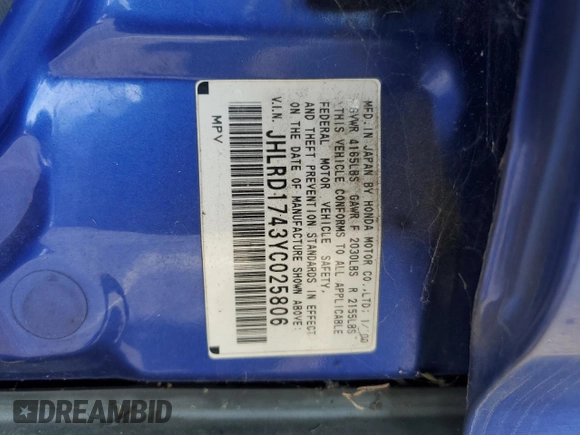 MFD.IN JAPAN BY HONDA MOTOR CO.,LTD: 1/00
GVWR 4165LBS GAWR F 2030LBS R 2155LBS
THIS VEHICLE CONFORMS TO ALL APPLICABLE
FEDERAL MOTOR VEHICLE SAFETY,
AND THEFT PREVENTION STANDARDS IN EFFECT
ON THE DATE OF MANUFACTURE SHOWN ABOVE:
V.I.N. JHLRD1743YC025806
MPV
DREAMBID